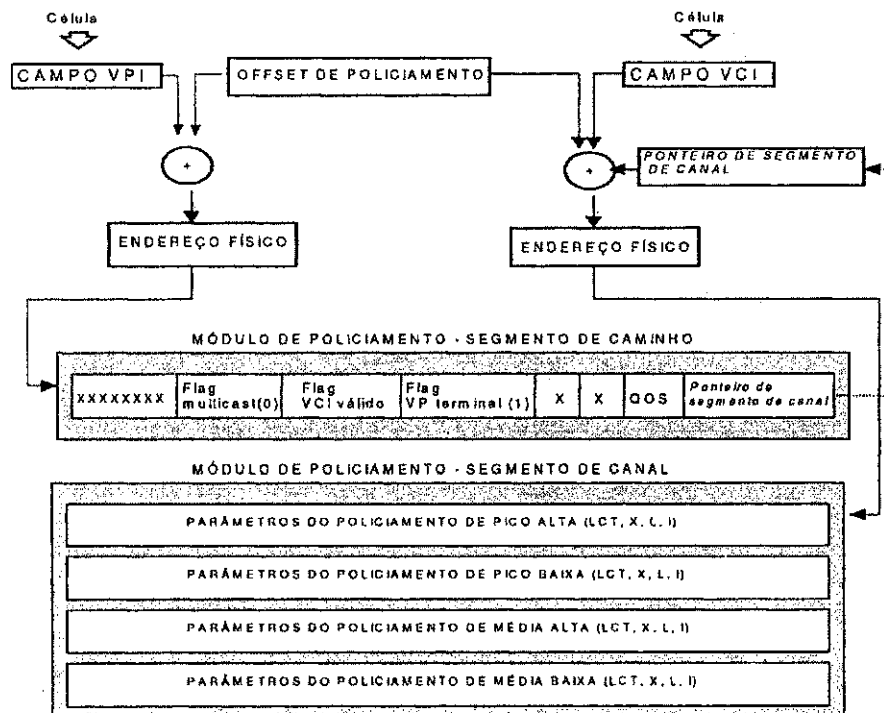 Célula
Célula
CAMPO VPI
OFFSET DE POLICIAMENTO
CAMPO VCI
+
+
PONTEIRO DE SEGMENTO
DE CANAL
ENDEREÇO FÍSICO
ENDEREÇO FÍSICO
MÓDULO DE POLICIAMENTO - SEGMENTO DE CAMINHO
XXXXXXXX
Flag
multicast(0)
Flag
VCI válido
Flag
VP terminal (1)
X
X
QOS
Ponteiro de
segmento de canal
MÓDULO DE POLICIAMENTO - SEGMENTO DE CANAL
PARÂMETROS DO POLICIAMENTO DE PICO ALTA (LCT, X, L, I)
PARÂMETROS DO POLICIAMENTO DE PICO BAIXA (LCT, X, L, I)
PARÂMETROS DO POLICIAMENTO DE MÉDIA ALTA (LCT, X, L, I)
PARÂMETROS DO POLICIAMENTO DE MÉDIA BAIXA (LCT, X, L, I)